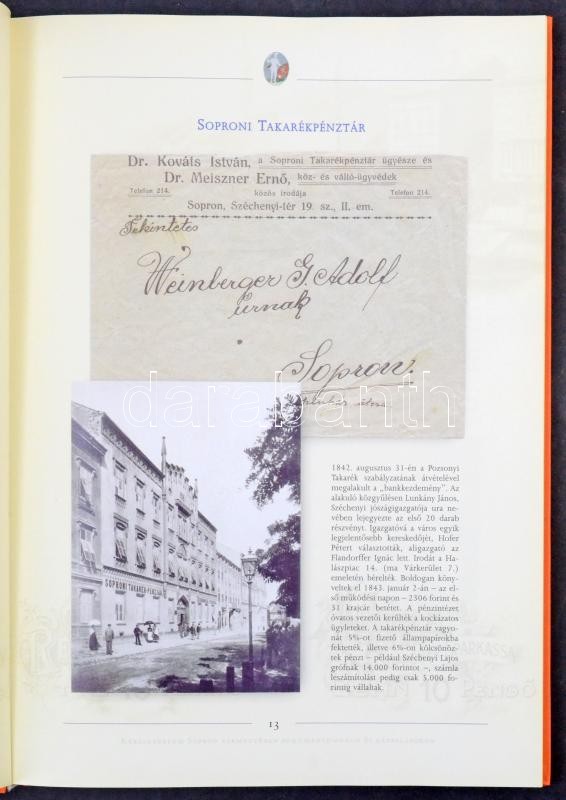 SOPRONI TAKARÉKPÉNZTÁR
Dr. Kováts István, a Soproni Takarékpénztár ügyésze és
Dr. Meiszner Ernő, köz- és váltó-ügyvédek
Telefon 214. közös irodája Telefon 214.
Sopron, Széchenyi-tér 19 sz., II. em.
Tekintetes
Weinberger G. Adolf
úrnak
Sopron.
darabanth
SOPRONI TAKARÉK-PÉNZTÁR
1842. augusztus 31-én a Pozsonyi
Takarék szabályzatának átvételével
megalakult a „bankkezdemény”. Az
alakuló közgyűlésen Lunkány János,
Széchenyi jószágigazgatója ura ne-
vében lejegyezte az első 20 darab
részvényt. Igazgatóvá a város egyik
legjelentősebb kereskedőjét, Hofer
Pétert választották, aligazgató az
Flandorffer Ignác lett. Irodát a Ha-
lászpiac 14. (ma Várkerület 7.)
emeletén bérelték. Boldogan köny-
veltek el 1843. január 2-án – az el-
ső működési napon – 2306 forint és
31 krajcár betétet. A pénzintézet
óvatos vezetői kerülték a kockázatos
ügyleteket. A takarékpénztár vagyo-
nát 5%-ot fizető állampapírokba
fektették, illetve 6%-on kölcsönöz-
tek pénzt – például Széchenyi Lajos
grófnak 14.000 forintot –, számla
leszámítolást pedig csak 5.000 fo-
rintig vállaltak.
13